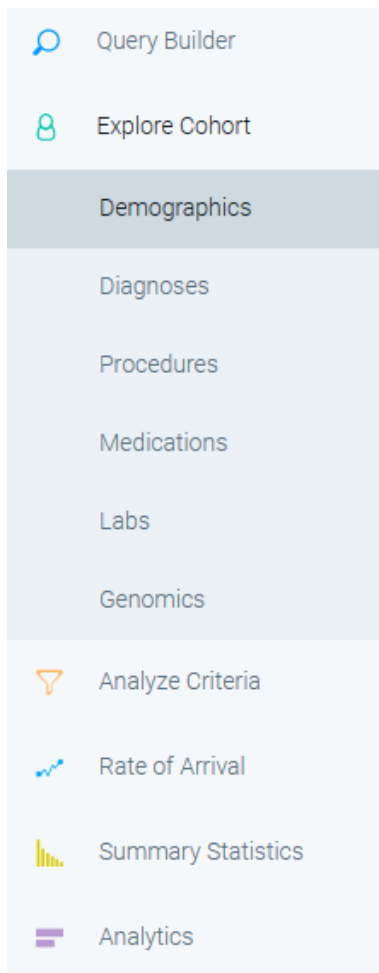 Query Builder
Explore Cohort
Demographics
Diagnoses
Procedures
Medications
Labs
Genomics
Analyze Criteria
Rate of Arrival
Summary Statistics
Analytics